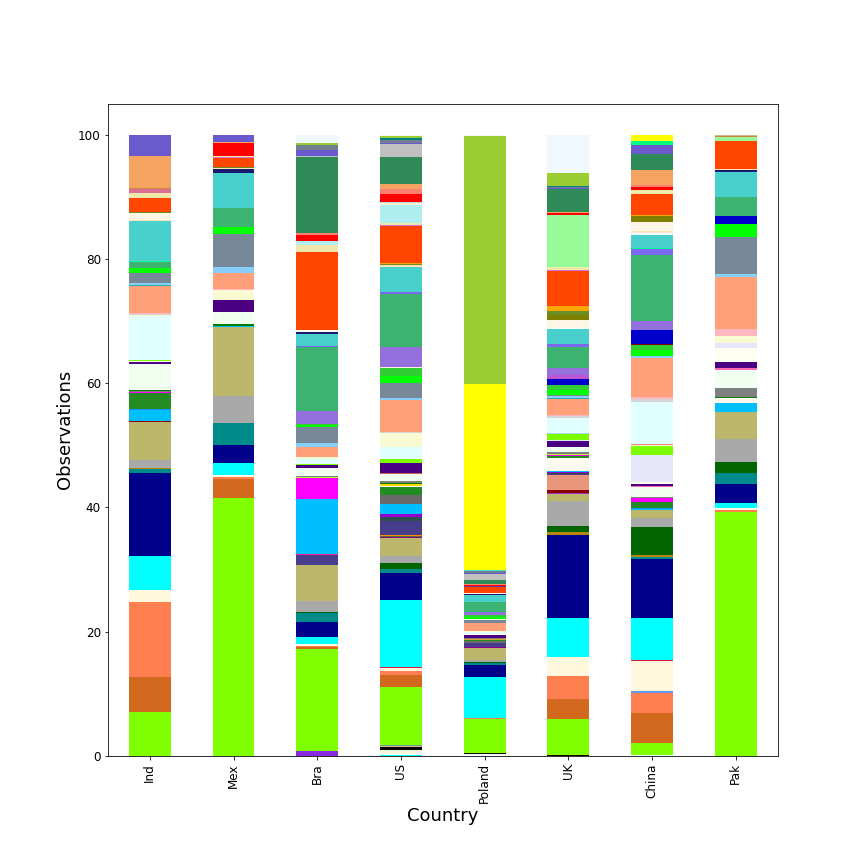 100
80
60
40
20
0
Observations
Ind
Mex
Bra
US
Poland
UK
China
Pak
Country